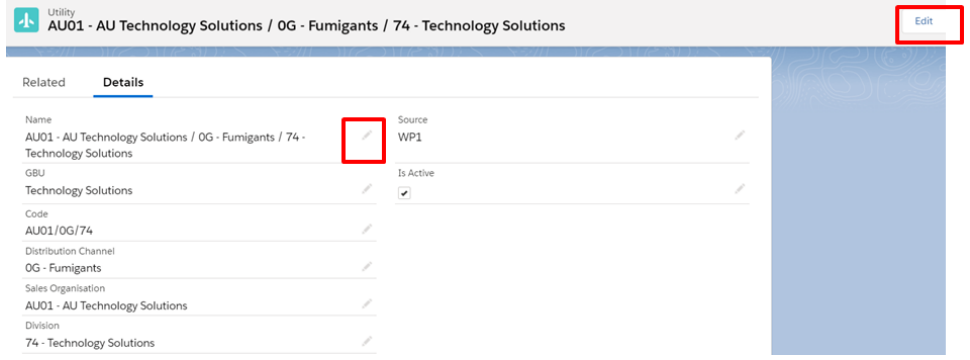 Utility
AU01 - AU Technology Solutions / 0G - Fumigants / 74 - Technology Solutions
Edit
Related Details
Name
AU01 - AU Technology Solutions / 0G - Fumigants / 74 -
Technology Solutions
Source
WP1
GBU
Technology Solutions
Is Active
Code
AU01/0G/74
Distribution Channel
0G - Fumigants
Sales Organisation
AU01 - AU Technology Solutions
Division
74 - Technology Solutions